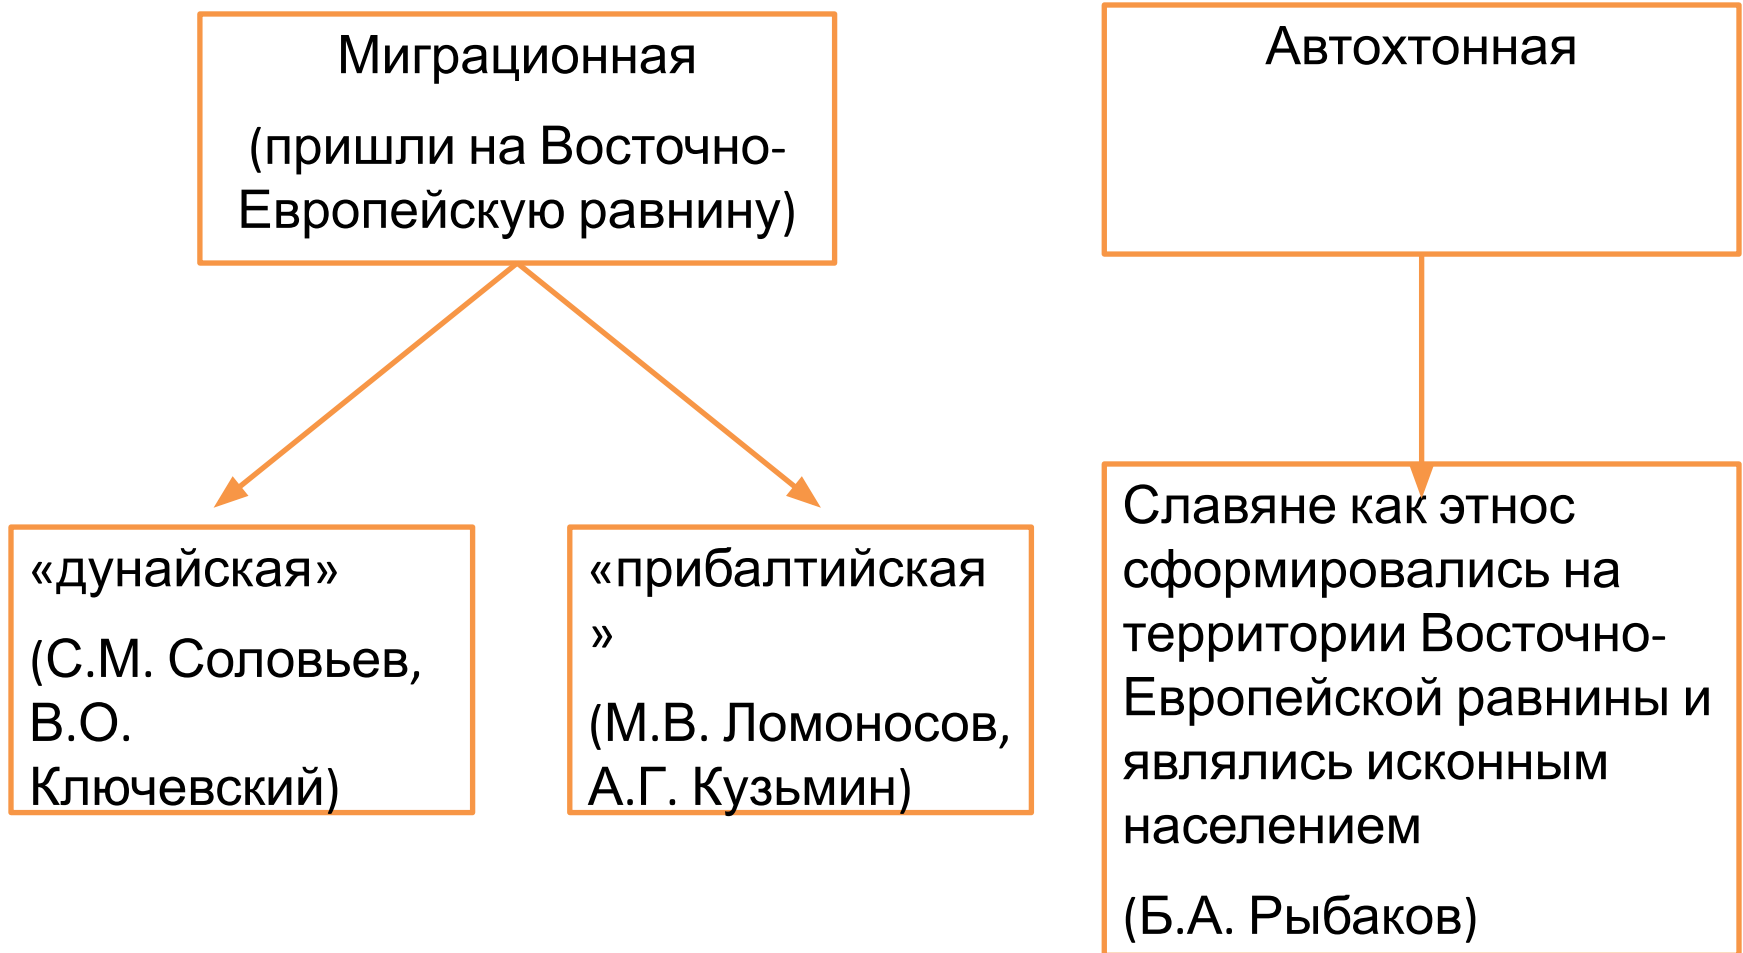 Миграционная
(пришли на Восточно-
Европейскую равнину)
Автохтонная
«дунайская»
(С.М. Соловьев,
В.О.
Ключевский)
«прибалтийская
»
(М.В. Ломоносов,
А.Г. Кузьмин)
Славяне как этнос
сформировались на
территории Восточно-
Европейской равнины и
являлись исконным
населением
(Б.А. Рыбаков)